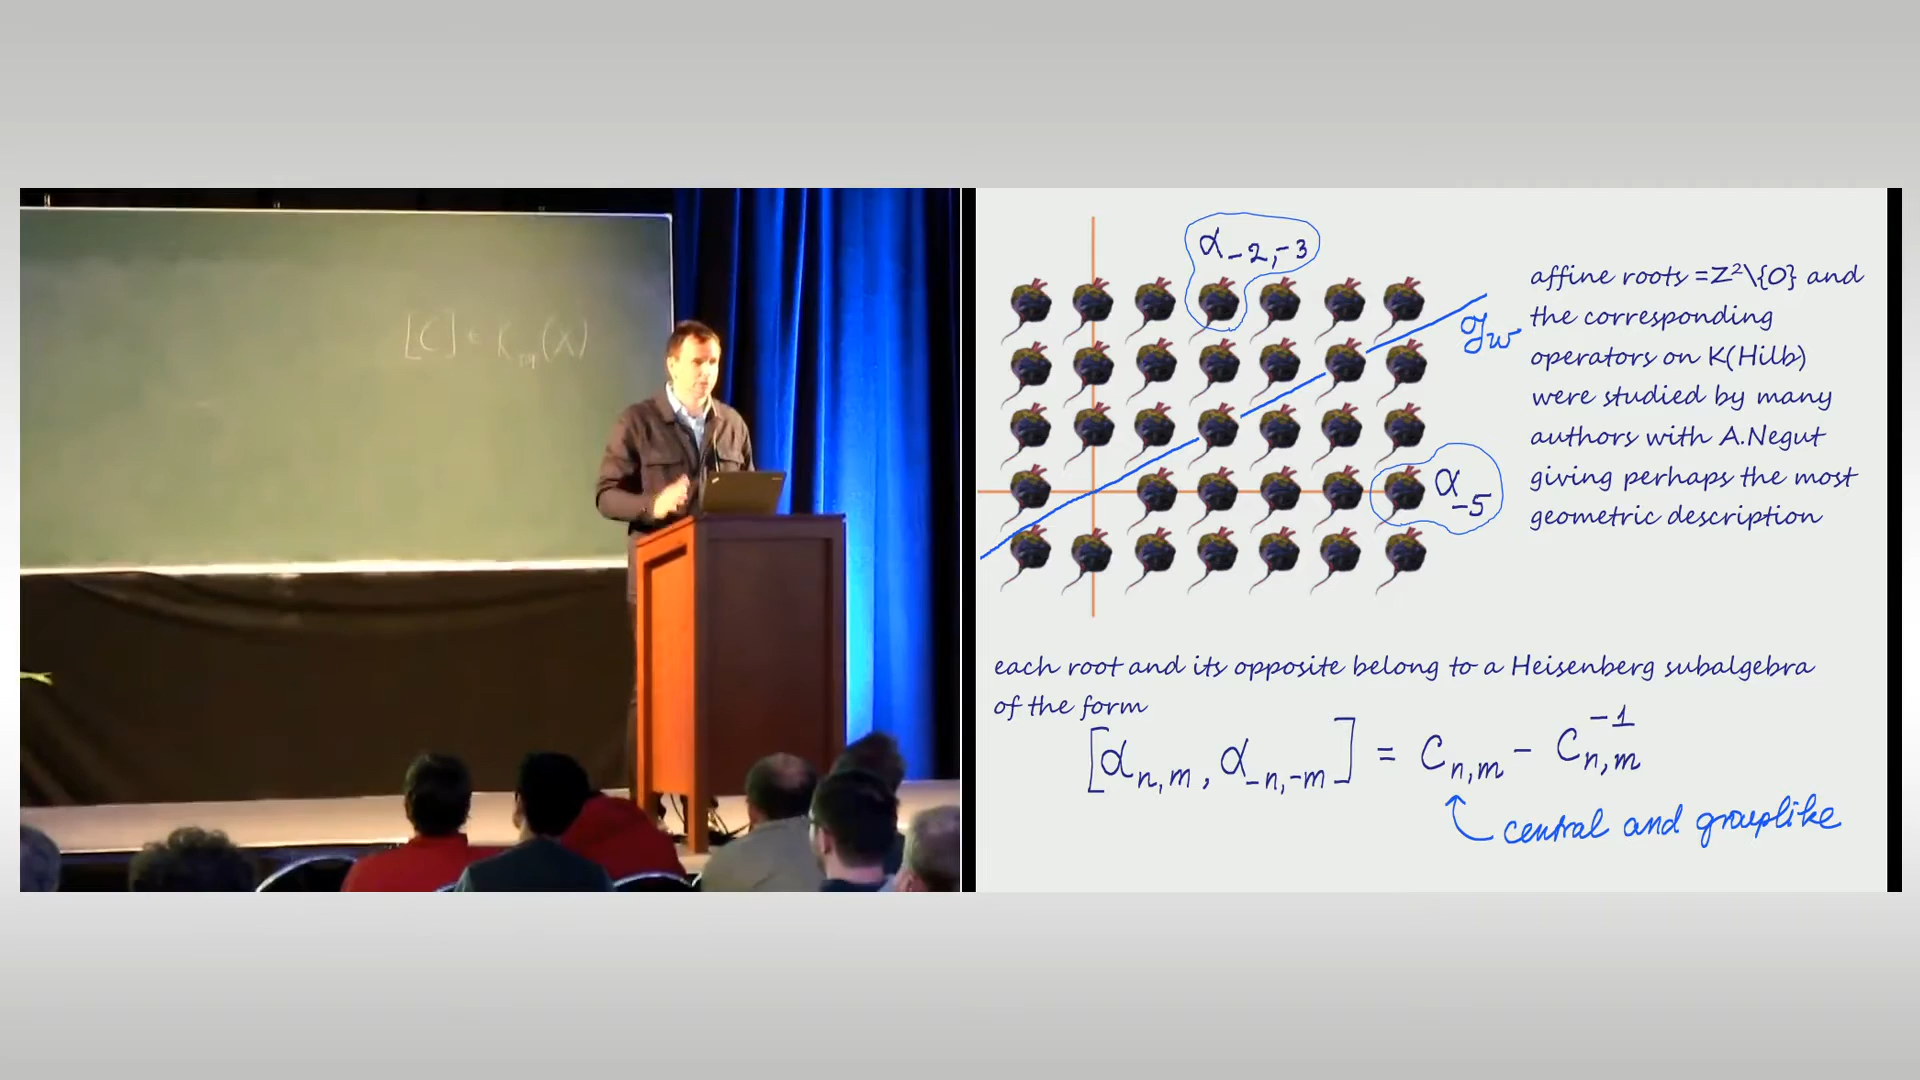 [C] ∈ K (X)
α₋₂,₋₃
affine roots =Z²\{0} and
the corresponding
operators on K(Hilb)
were studied by many
authors with A.Negut
giving perhaps the most
geometric description
g_w
α₋₅
each root and its opposite belong to a Heisenberg subalgebra
of the form
[α_{n,m}, α_{-n,-m}] = C_{n,m} - C_{n,m}^{-1}
central and grouplike